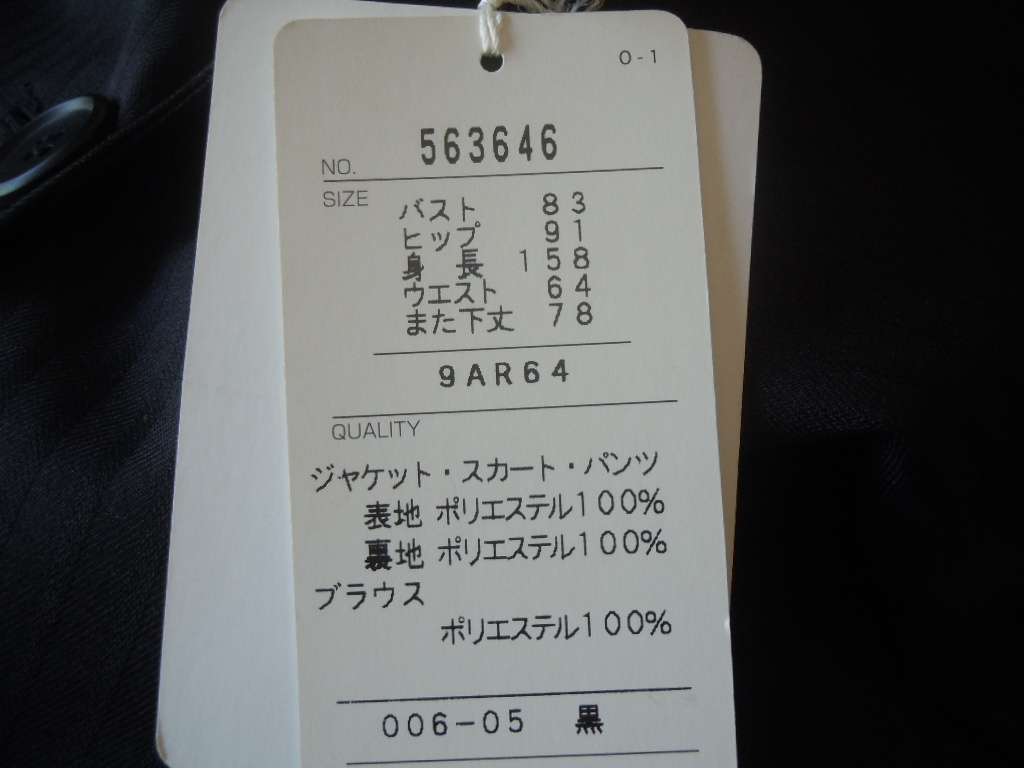 0-1
NO. 563646
SIZE
バスト 83
ヒップ 91
身長 158
ウエスト 64
また下丈 78
9AR64
QUALITY
ジャケット・スカート・パンツ
表地 ポリエステル100%
裏地 ポリエステル100%
ブラウス
ポリエステル100%
006-05 黒